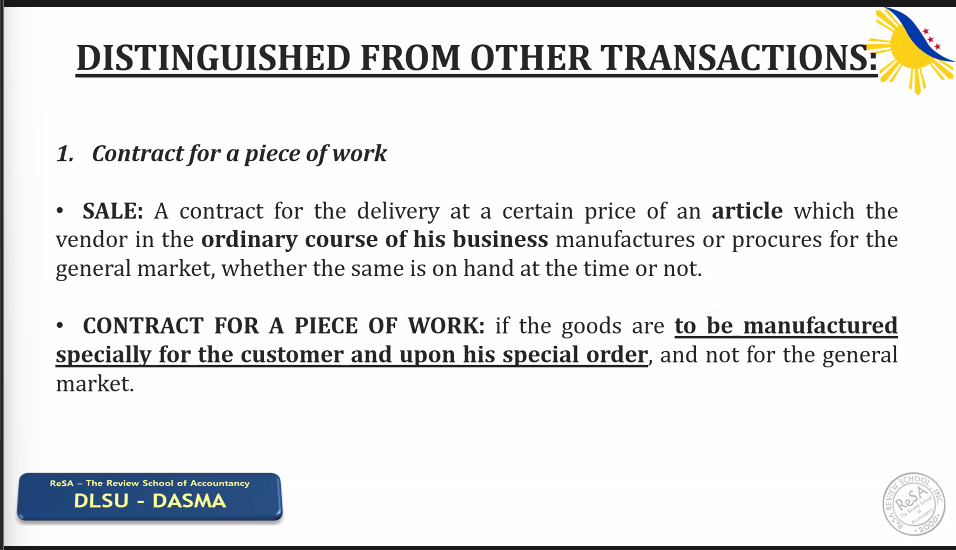 DISTINGUISHED FROM OTHER TRANSACTIONS:
1. Contract for a piece of work
• SALE: A contract for the delivery at a certain price of an article which the
vendor in the ordinary course of his business manufactures or procures for the
general market, whether the same is on hand at the time or not.
• CONTRACT FOR A PIECE OF WORK: if the goods are to be manufactured
specially for the customer and upon his special order, and not for the general
market.
ReSA – The Review School of Accountancy
DLSU - DASMA
ReSA REVIEW SCHOOL, INC.
ReSA
The Review School
of
Accountancy
• 2000 •